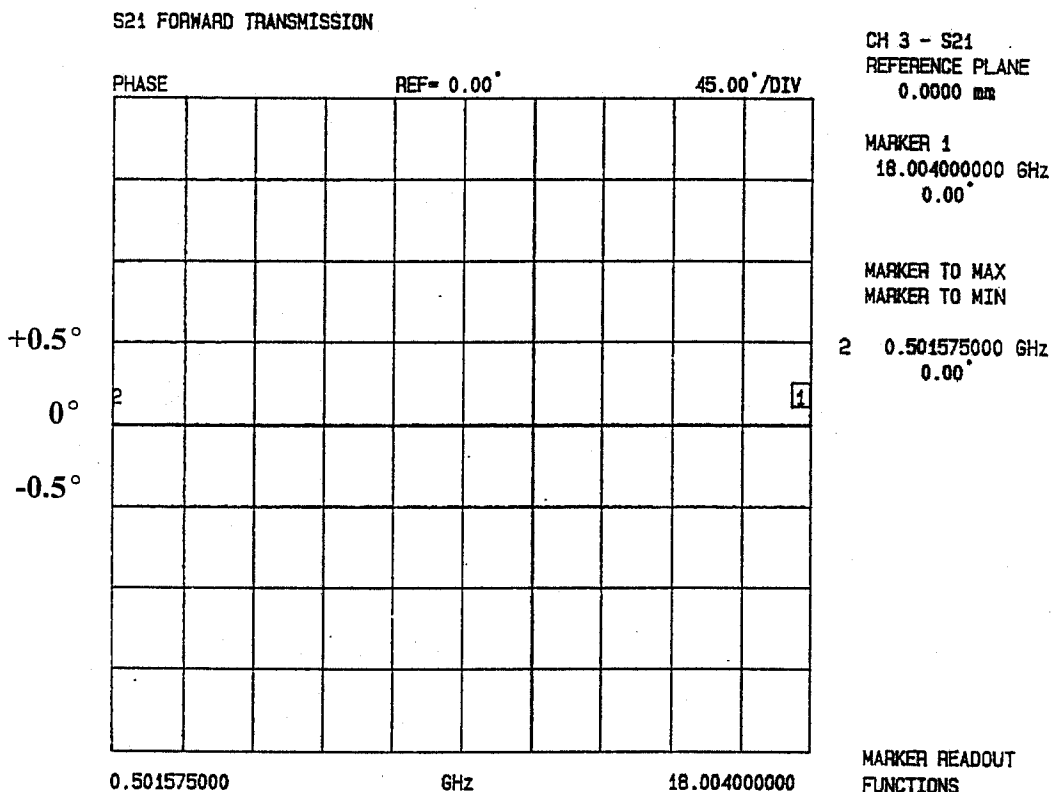 S21 FORWARD TRANSMISSION
PHASE REF= 0.00° 45.00°/DIV
CH 3 - S21
REFERENCE PLANE
0.0000 mm
MARKER 1
18.004000000 GHz
0.00°
MARKER TO MAX
MARKER TO MIN
2 0.501575000 GHz
0.00°
+0.5°
0°
-0.5°
2
1
0.501575000 GHz 18.004000000
MARKER READOUT
FUNCTIONS